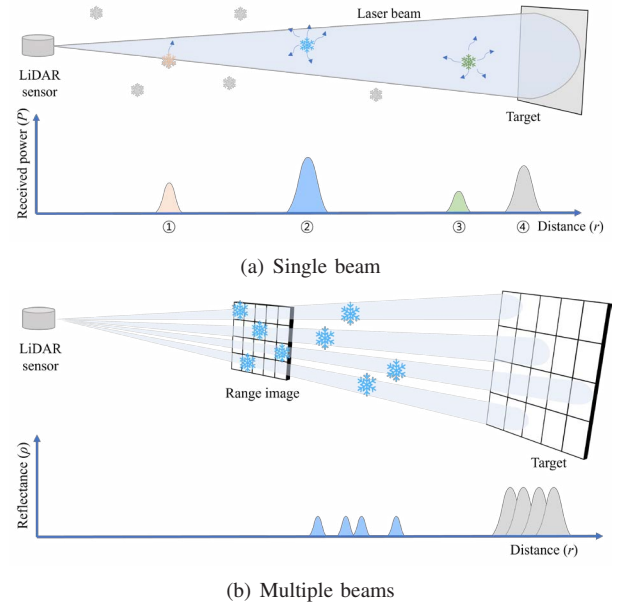 Laser beam
LiDAR
sensor
Target
Received power (P)
① ② ③ ④ Distance (r)
(a) Single beam
LiDAR
sensor
Range image
Target
Reflectance (ρ)
Distance (r)
(b) Multiple beams